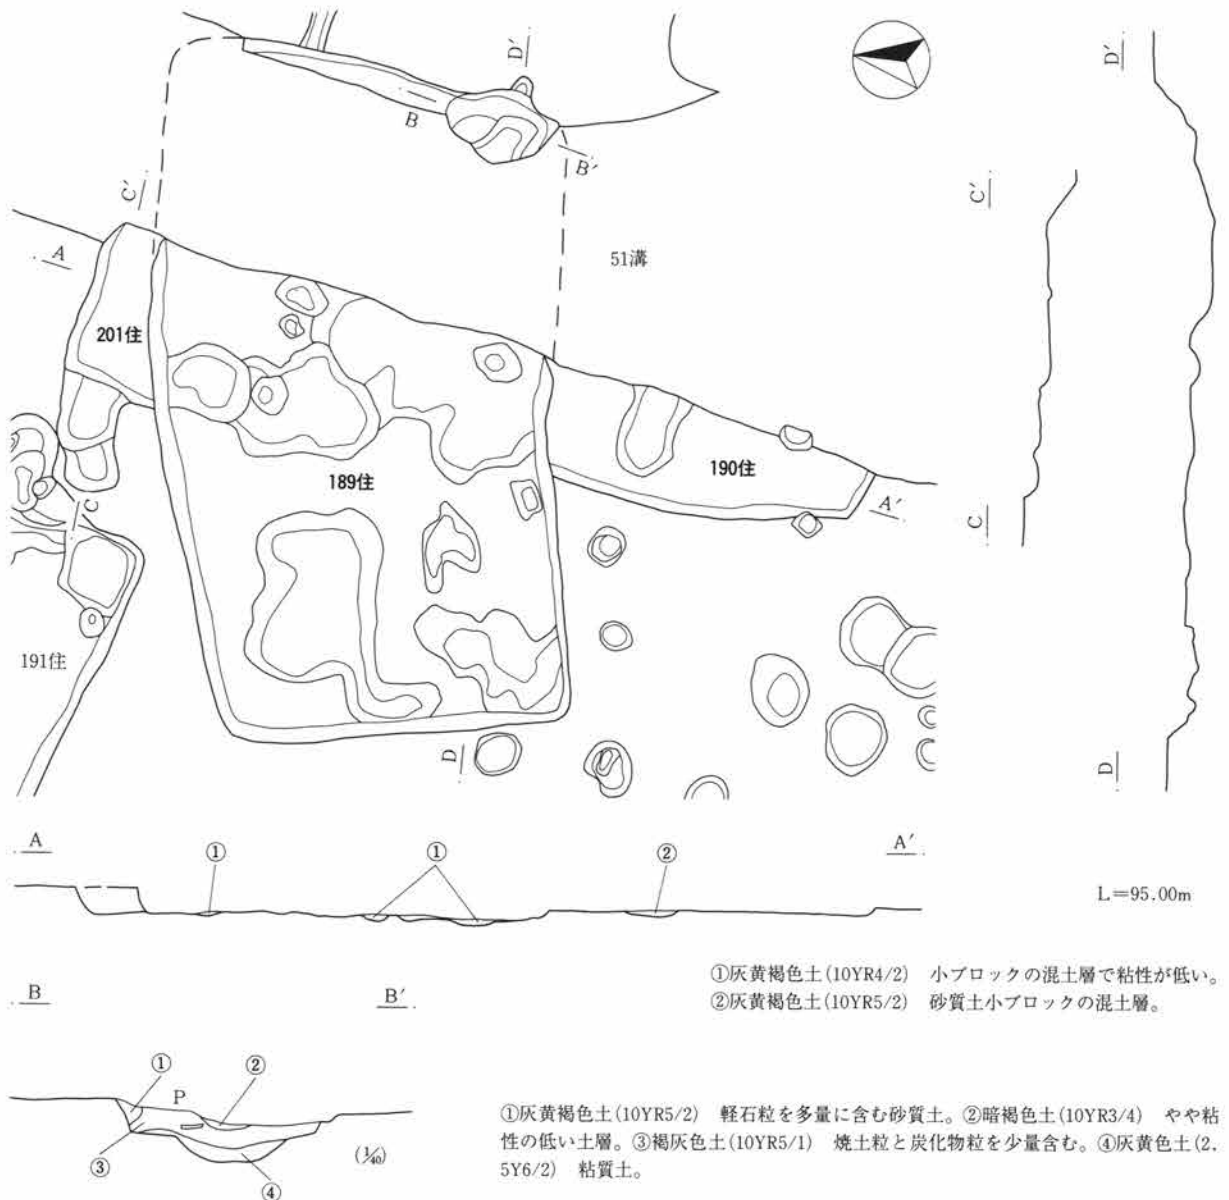 D′
D′
B
B′
C′
C′
A
51溝
201住
189住
190住
A′
C
C
191住
D
D
A
①
①
②
A′
L=95.00m
①灰黄褐色土(10YR4/2) 小ブロックの混土層で粘性が低い。
②灰黄褐色土(10YR5/2) 砂質土小ブロックの混土層。
B
B′
①
P
②
③
④
(1/40)
①灰黄褐色土(10YR5/2) 軽石粒を多量に含む砂質土。②暗褐色土(10YR3/4) やや粘
性の低い土層。③褐灰色土(10YR5/1) 焼土粒と炭化物粒を少量含む。④灰黄色土(2.
5Y6/2) 粘質土。